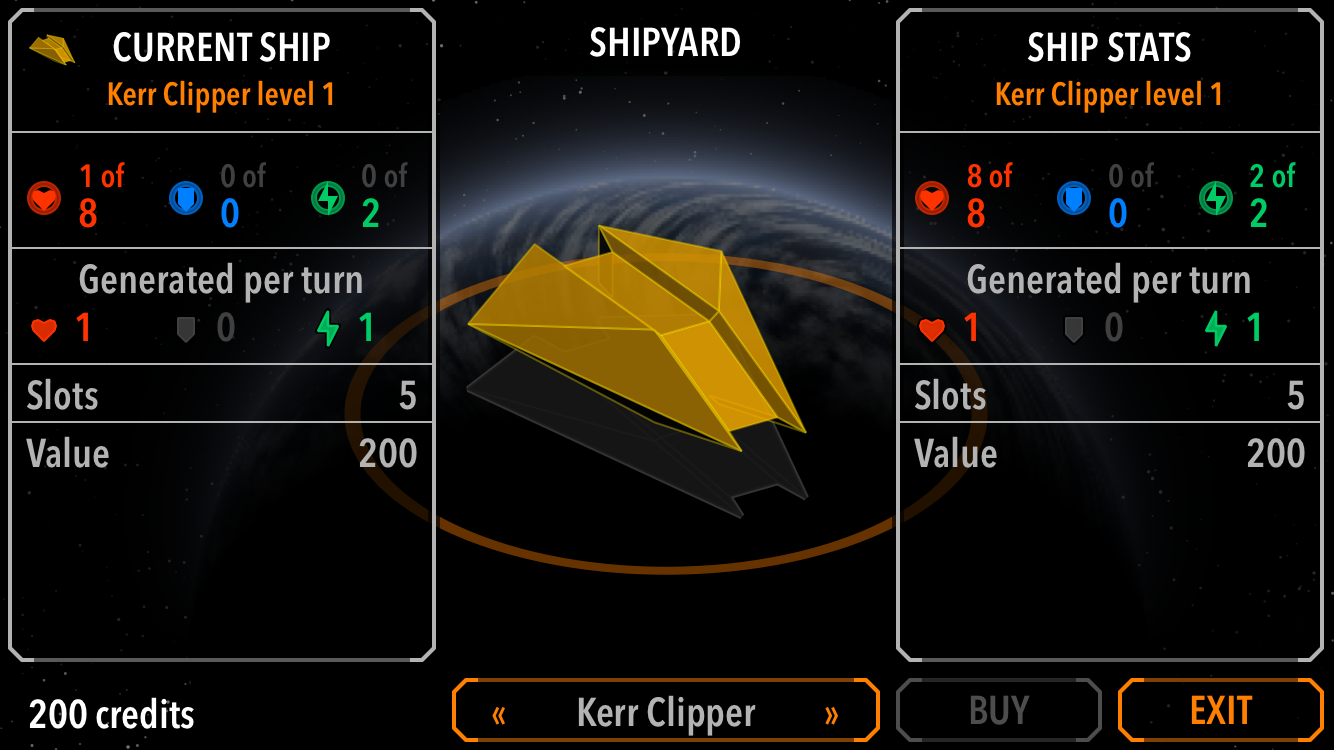 CURRENT SHIP
Kerr Clipper level 1
1 of
8
0 of
0
0 of
2
Generated per turn
1
0
1
Slots 5
Value 200
200 credits
SHIPYARD
« Kerr Clipper »
SHIP STATS
Kerr Clipper level 1
8 of
8
0 of
0
2 of
2
Generated per turn
1
0
1
Slots 5
Value 200
BUY
EXIT